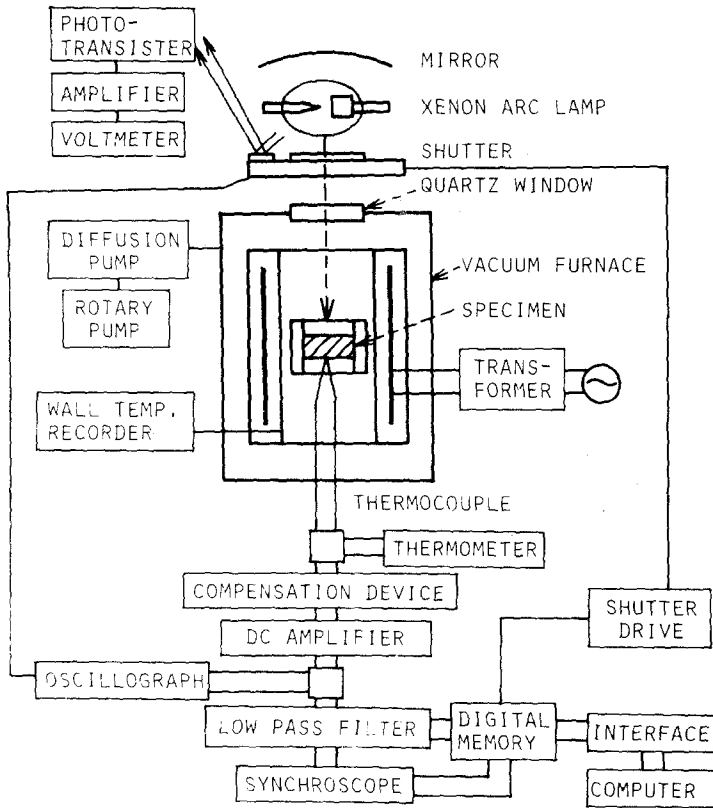 PHOTO-
TRANSISTER
AMPLIFIER
VOLTMETER
MIRROR
XENON ARC LAMP
SHUTTER
QUARTZ WINDOW
DIFFUSION
PUMP
ROTARY
PUMP
VACUUM FURNACE
SPECIMEN
TRANS-
FORMER
WALL TEMP.
RECORDER
THERMOCOUPLE
THERMOMETER
COMPENSATION DEVICE
DC AMPLIFIER
SHUTTER
DRIVE
OSCILLOGRAPH
LOW PASS FILTER
DIGITAL
MEMORY
INTERFACE
SYNCHROSCOPE
COMPUTER